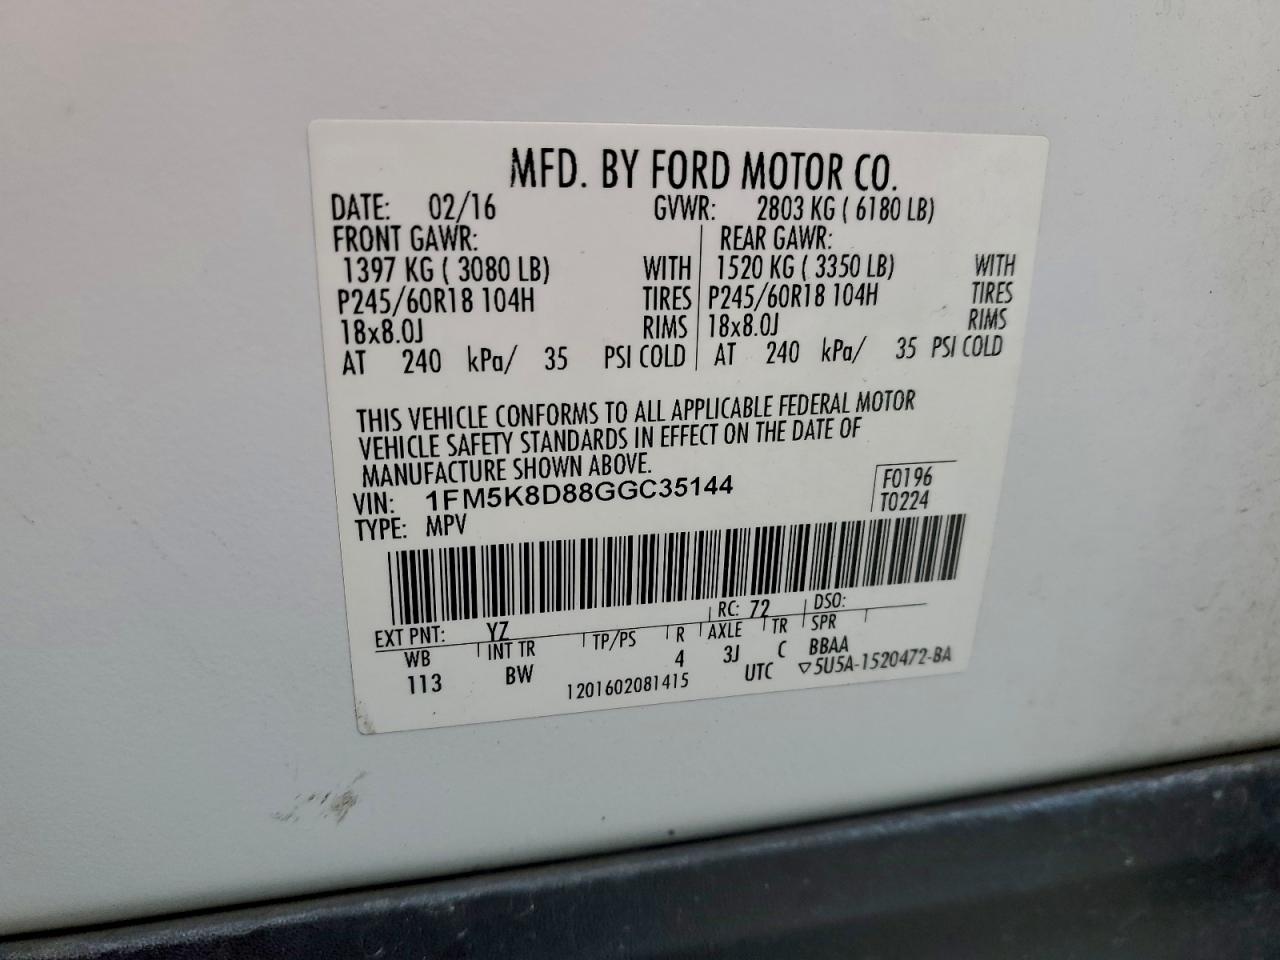 MFD. BY FORD MOTOR CO.
DATE: 02/16 GVWR: 2803 KG ( 6180 LB)
FRONT GAWR: REAR GAWR:
1397 KG ( 3080 LB) WITH 1520 KG ( 3350 LB) WITH
P245/60R18 104H TIRES P245/60R18 104H TIRES
18x8.0J RIMS 18x8.0J RIMS
AT 240 kPa/ 35 PSI COLD AT 240 kPa/ 35 PSI COLD
THIS VEHICLE CONFORMS TO ALL APPLICABLE FEDERAL MOTOR
VEHICLE SAFETY STANDARDS IN EFFECT ON THE DATE OF
MANUFACTURE SHOWN ABOVE.
VIN: 1FM5K8D88GGC35144 F0196
TYPE: MPV T0224
EXT PNT: YZ RC: 72 DSO:
WB INT TR TP/PS R AXLE TR SPR
113 BW 4 3J C BBAA
1201602081415 UTC ▽5U5A-1520472-BA